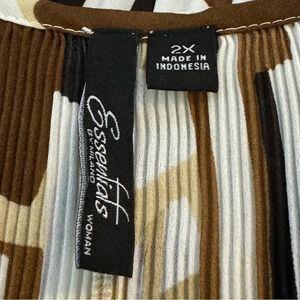 2X
MADE IN
INDONESIA
Essentials
BY MILANO
WOMAN